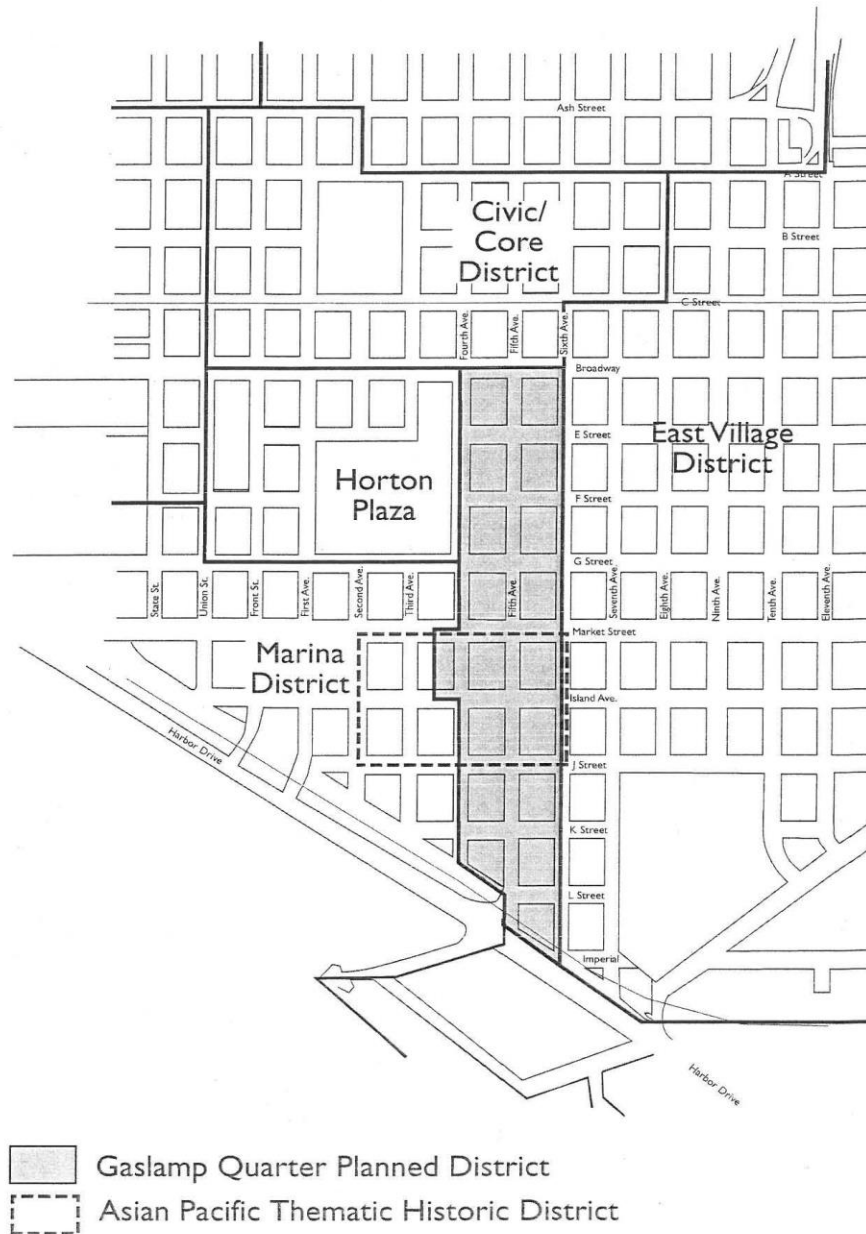 Ash Street
A Street
Civic/
Core
District
B Street
C Street
Fourth Ave.
Fifth Ave.
Sixth Ave.
Broadway
E Street
East Village
District
Horton
Plaza
F Street
G Street
State St.
Union St.
Front St.
First Ave.
Second Ave.
Third Ave.
Fifth Ave.
Seventh Ave.
Eighth Ave.
Ninth Ave.
Tenth Ave.
Eleventh Ave.
Market Street
Marina
District
Island Ave.
Harbor Drive
J Street
K Street
L Street
Imperial
Harbor Drive
Gaslamp Quarter Planned District
Asian Pacific Thematic Historic District